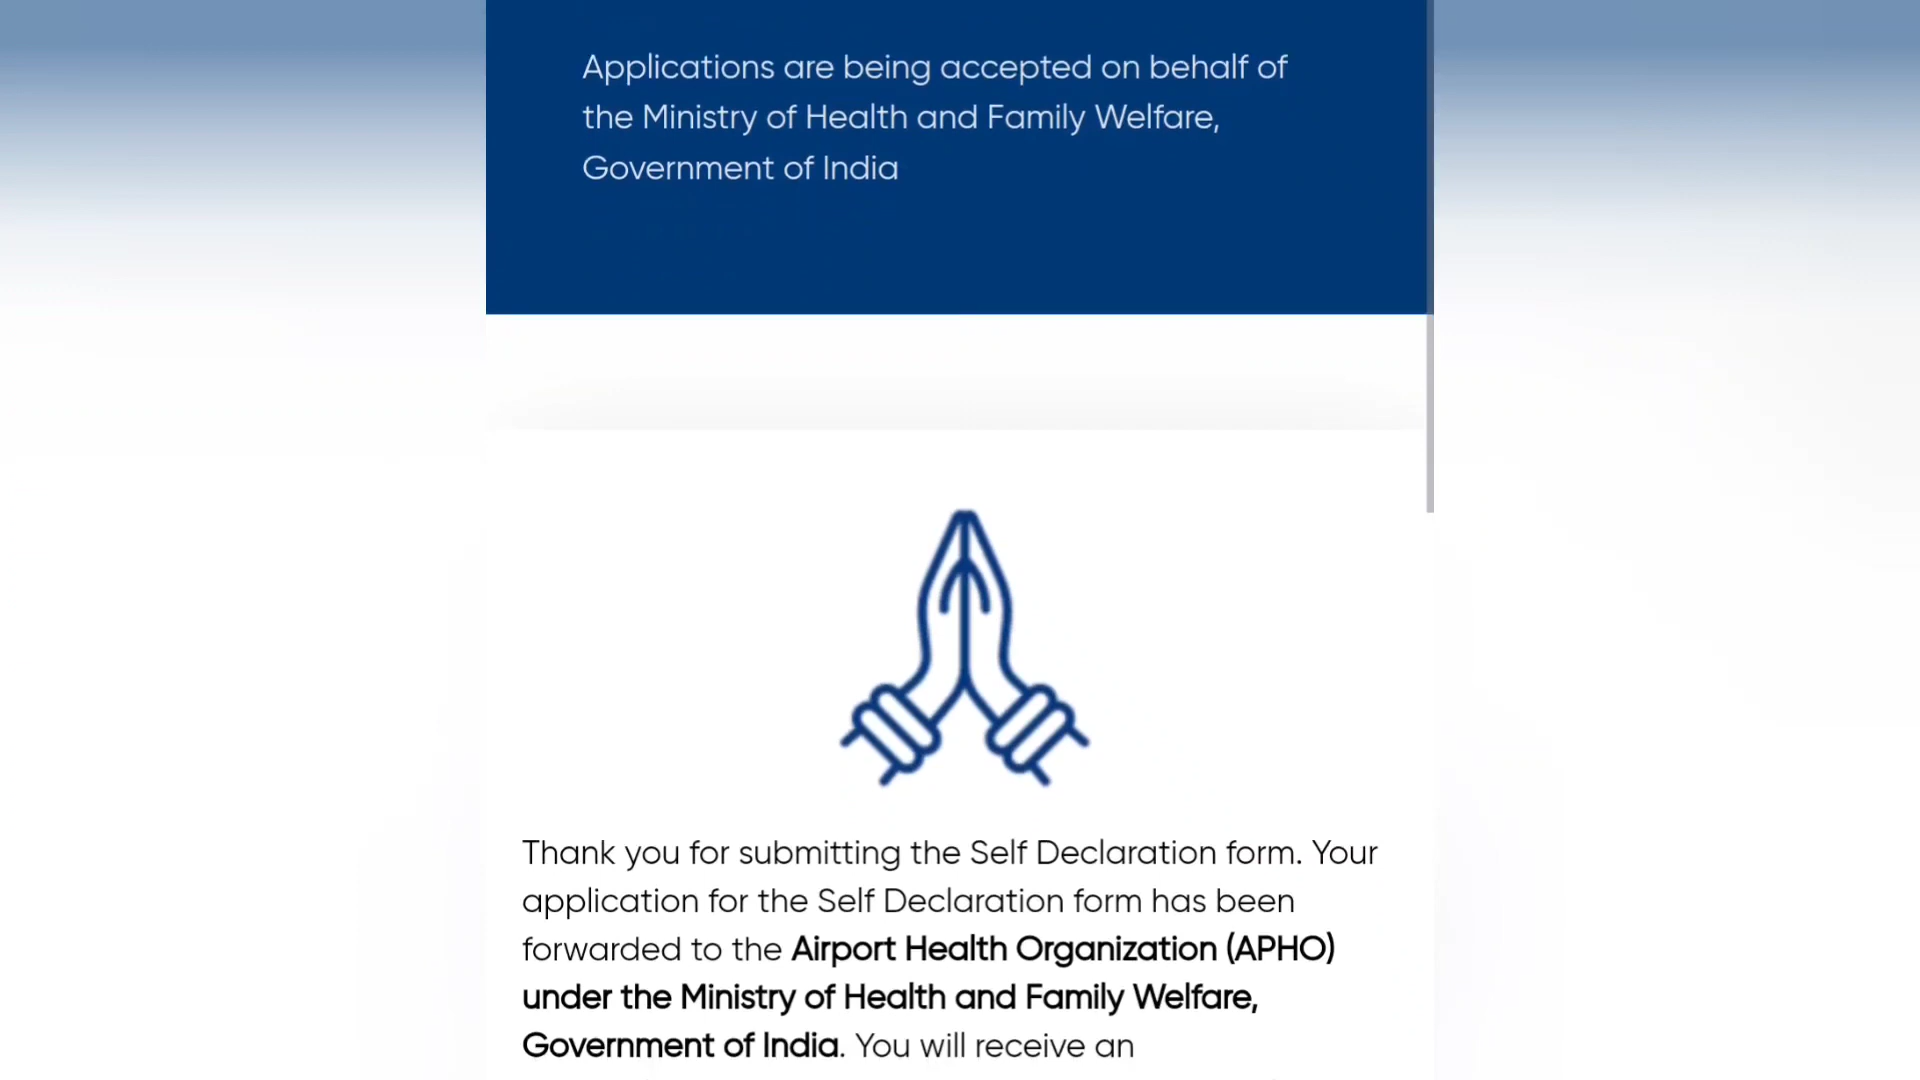 Applications are being accepted on behalf of
the Ministry of Health and Family Welfare,
Government of India
Thank you for submitting the Self Declaration form. Your
application for the Self Declaration form has been
forwarded to the Airport Health Organization (APHO)
under the Ministry of Health and Family Welfare,
Government of India. You will receive an